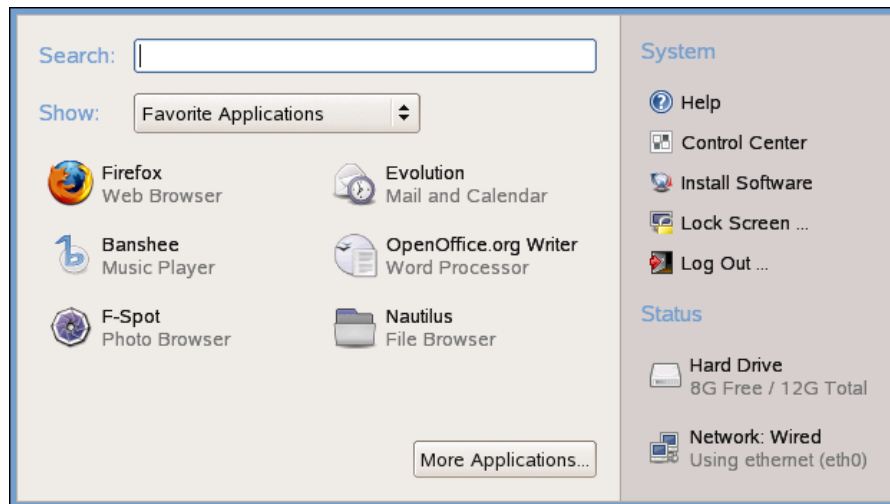 Search:
Show: Favorite Applications
Firefox
Web Browser
Evolution
Mail and Calendar
Banshee
Music Player
OpenOffice.org Writer
Word Processor
F-Spot
Photo Browser
Nautilus
File Browser
More Applications...
System
Help
Control Center
Install Software
Lock Screen ...
Log Out ...
Status
Hard Drive
8G Free / 12G Total
Network: Wired
Using ethernet (eth0)